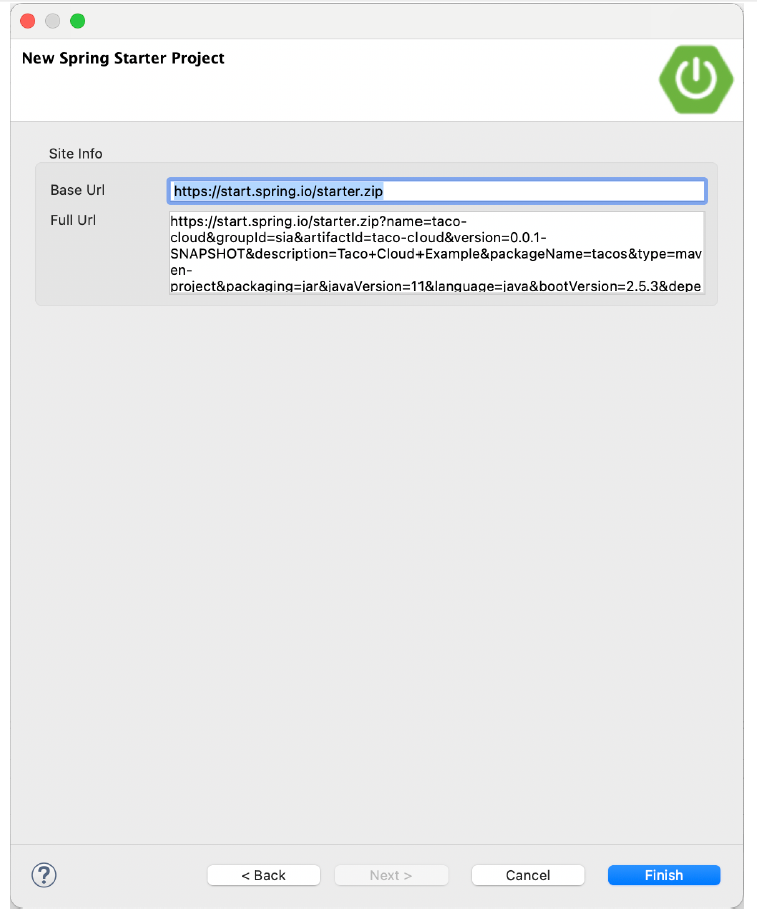 New Spring Starter Project
Site Info
Base Url
https://start.spring.io/starter.zip
Full Url
https://start.spring.io/starter.zip?name=taco-
cloud&groupId=sia&artifactId=taco-cloud&version=0.0.1-
SNAPSHOT&description=Taco+Cloud+Example&packageName=tacos&type=mav
en-
project&packaging=jar&javaVersion=11&language=java&bootVersion=2.5.3&depe
?
< Back
Next >
Cancel
Finish